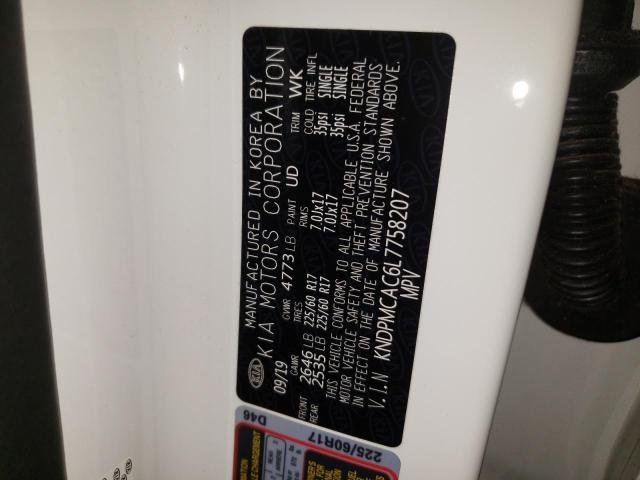 MANUFACTURED IN KOREA BY
KIA KIA MOTORS CORPORATION
09/19 GVWR 4773 LB PAINT UD TRIM WK
GAWR TIRES RIMS COLD TIRE INFL
FRONT 2646 LB 225/60 R17 7.0Jx17 35psi SINGLE
REAR 2535 LB 225/60 R17 7.0Jx17 35psi SINGLE
THIS VEHICLE CONFORMS TO ALL APPLICABLE U.S.A. FEDERAL
MOTOR VEHICLE SAFETY AND THEFT PREVENTION STANDARDS
IN EFFECT ON THE DATE OF MANUFACTURE SHOWN ABOVE.
V.I.N KNDPMCAC6L7758207
MPV
D46
225/60R17